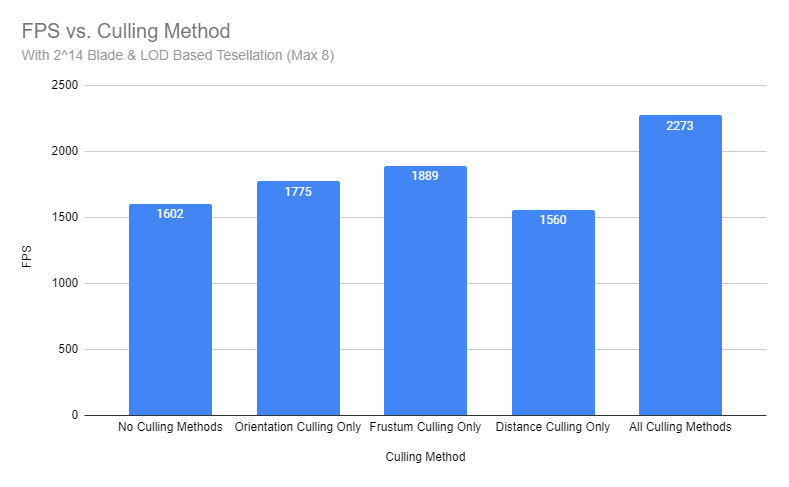 FPS vs. Culling Method
With 2^14 Blade & LOD Based Tesellation (Max 8)
2500
2000
1500
1000
500
0
FPS
1602
1775
1889
1560
2273
No Culling Methods
Orientation Culling Only
Frustum Culling Only
Distance Culling Only
All Culling Methods
Culling Method